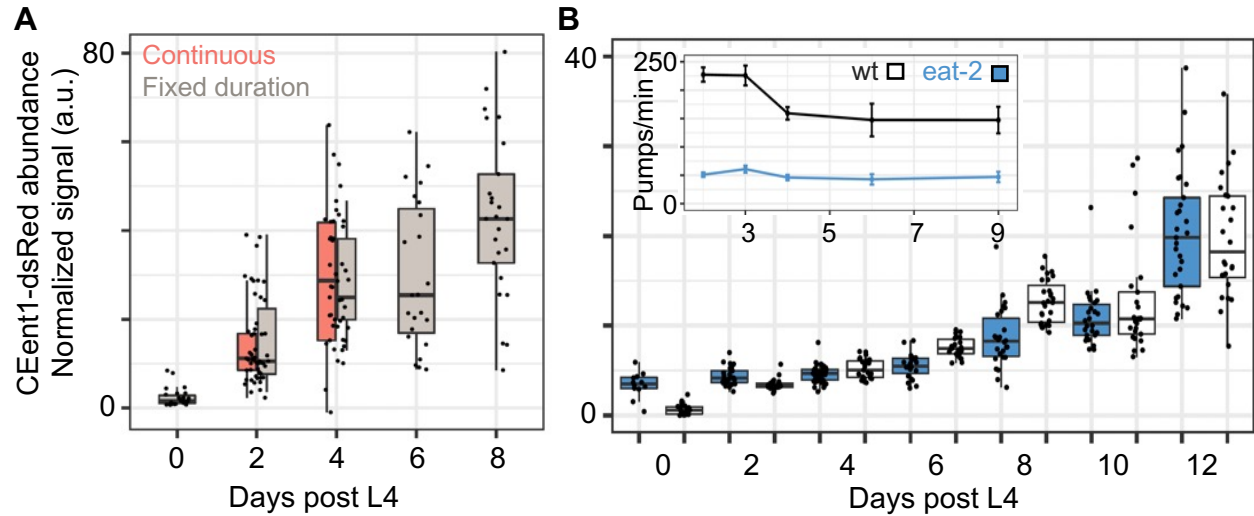 A
CEent1-dsRed abundance
Normalized signal (a.u.)
80
0
Continuous
Fixed duration
0 2 4 6 8
Days post L4
B
40
0
250
0
Pumps/min
wt eat-2
3 5 7 9
0 2 4 6 8 10 12
Days post L4